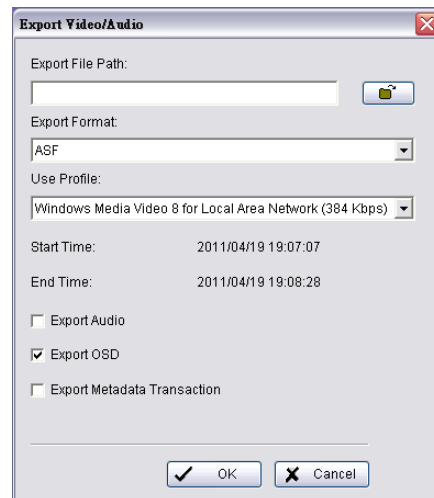 Export Video/Audio
Export File Path:
Export Format:
ASF
Use Profile:
Windows Media Video 8 for Local Area Network (384 Kbps)
Start Time: 2011/04/19 19:07:07
End Time: 2011/04/19 19:08:28
Export Audio
Export OSD
Export Metadata Transaction
OK Cancel